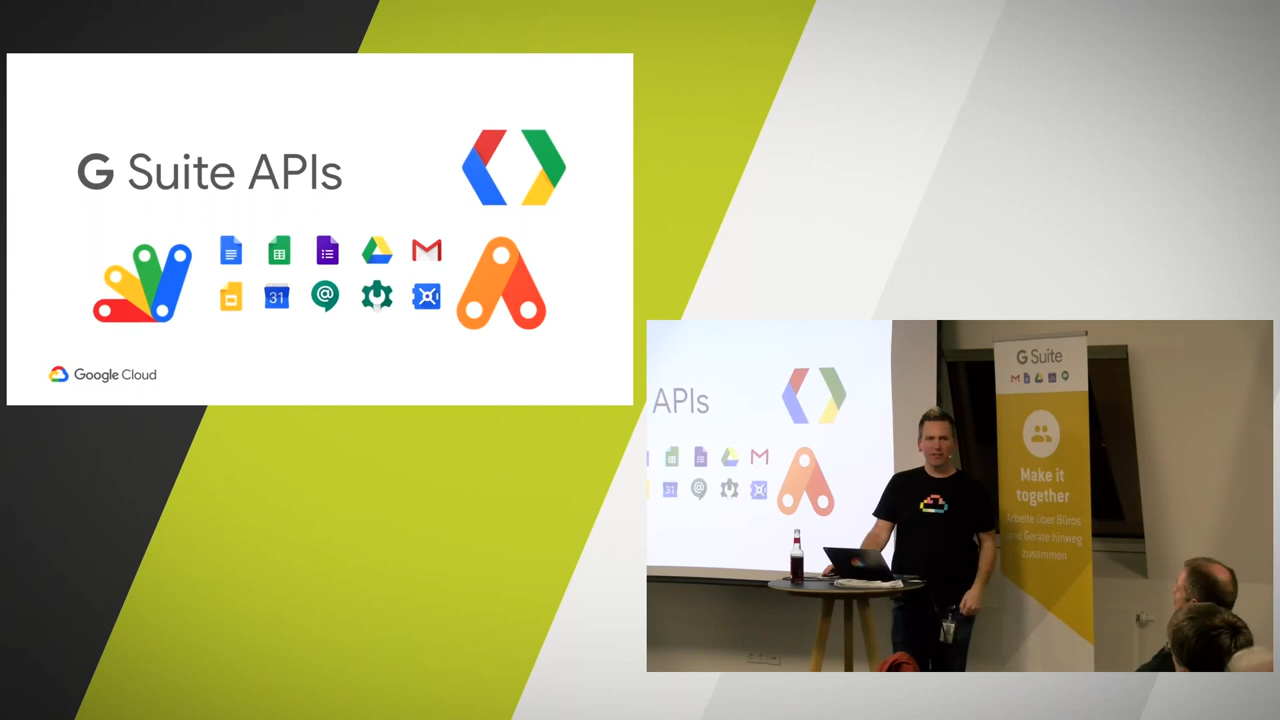 G Suite APIs
31
Google Cloud
APIs
31
G Suite
Make it
together
Arbeite über Büros
und Geräte hinweg
zusammen